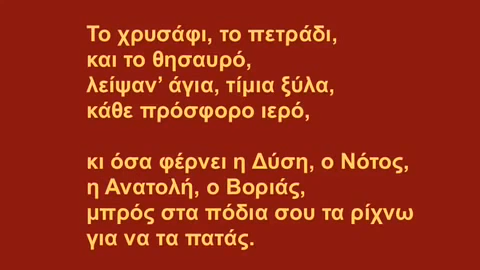 Το χρυσάφι, το πετράδι,
και το θησαυρό,
λείψαν’ άγια, τίμια ξύλα,
κάθε πρόσφορο ιερό,
κι όσα φέρνει η Δύση, ο Νότος,
η Ανατολή, ο Βοριάς,
μπρός στα πόδια σου τα ρίχνω
για να τα πατάς.